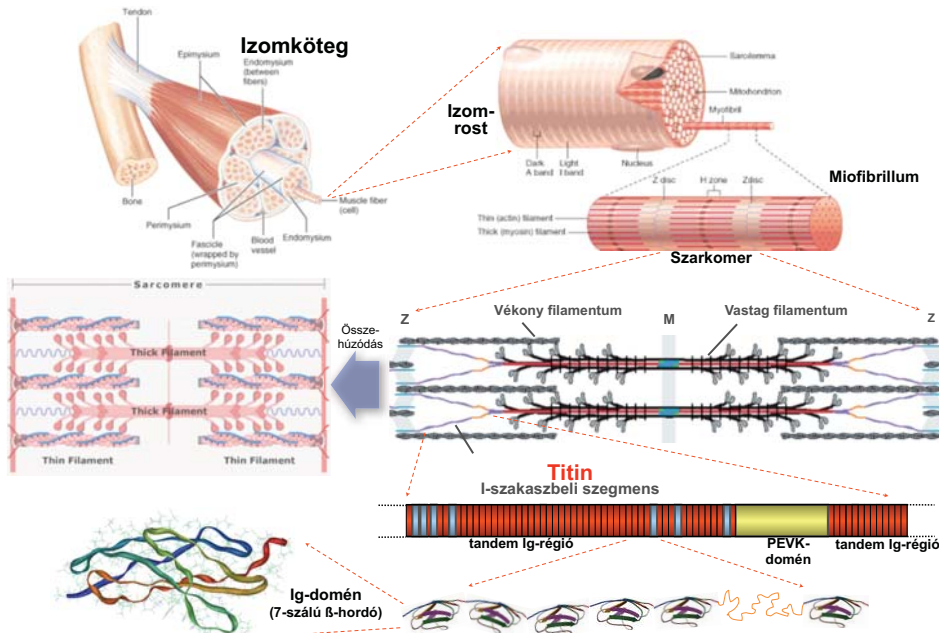 Tendon
Izomköteg
Epimysium
Endomysium
(between
fibers)
Bone
Perimysium
Fascicle
(wrapped by
perimysium)
Blood
vessel
Endomysium
Muscle fiber
(cell)
Izom-
rost
Sarcolemma
Mitochondrion
Myofibril
Dark
A band
Light
I band
Nucleus
Z disc
H zone
Z disc
Miofibrillum
Thin (actin) filament
Thick (myosin) filament
Szarkomer
Sarcomere
Thick Filament
Thick Filament
Thin Filament
Thin Filament
Össze-
húzódás
Z
Vékony filamentum
M
Vastag filamentum
Z
Titin
I-szakaszbeli szegmens
tandem Ig-régió
PEVK-
domén
tandem Ig-régió
Ig-domén
(7-szálú ß-hordó)